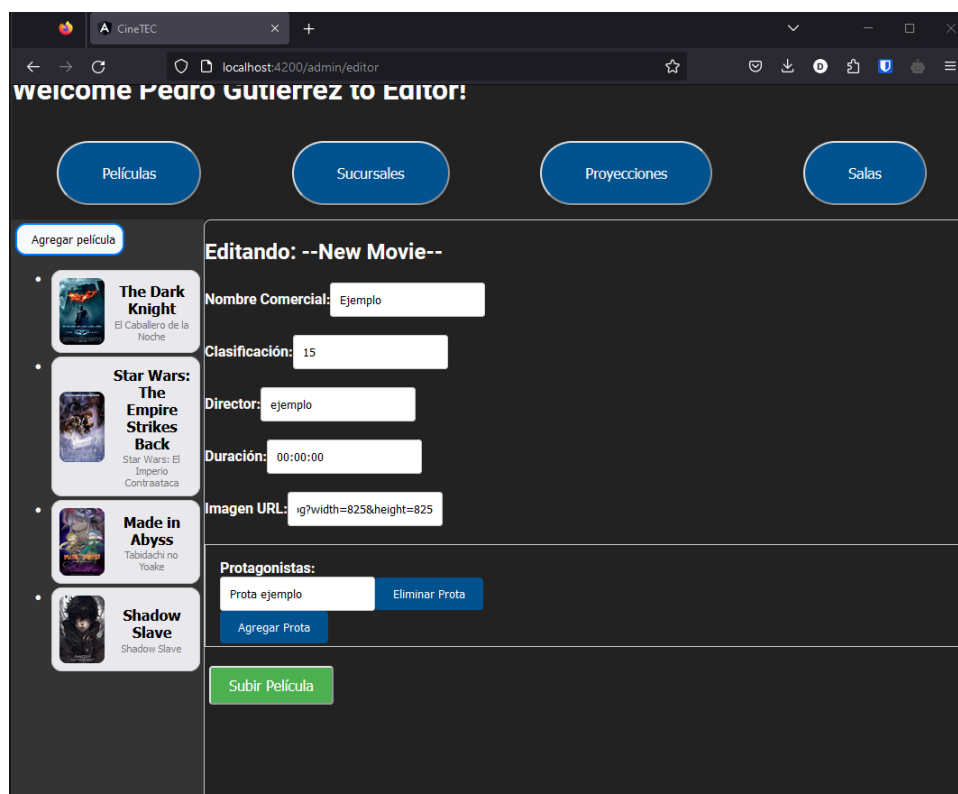 CineTEC
localhost:4200/admin/editor
Welcome Pedro Gutierrez to Editor!
Películas
Sucursales
Proyecciones
Salas
Agregar película
The Dark
Knight
El Caballero de la
Noche
Star Wars:
The
Empire
Strikes
Back
Star Wars: El
Imperio
Contraataca
Made in
Abyss
Tabidachi no
Yoake
Shadow
Slave
Shadow Slave
Editando: --New Movie--
Nombre Comercial: Ejemplo
Clasificación: 15
Director: ejemplo
Duración: 00:00:00
Imagen URL: ng?width=825&height=825
Protagonistas:
Prota ejemplo Eliminar Prota
Agregar Prota
Subir Película